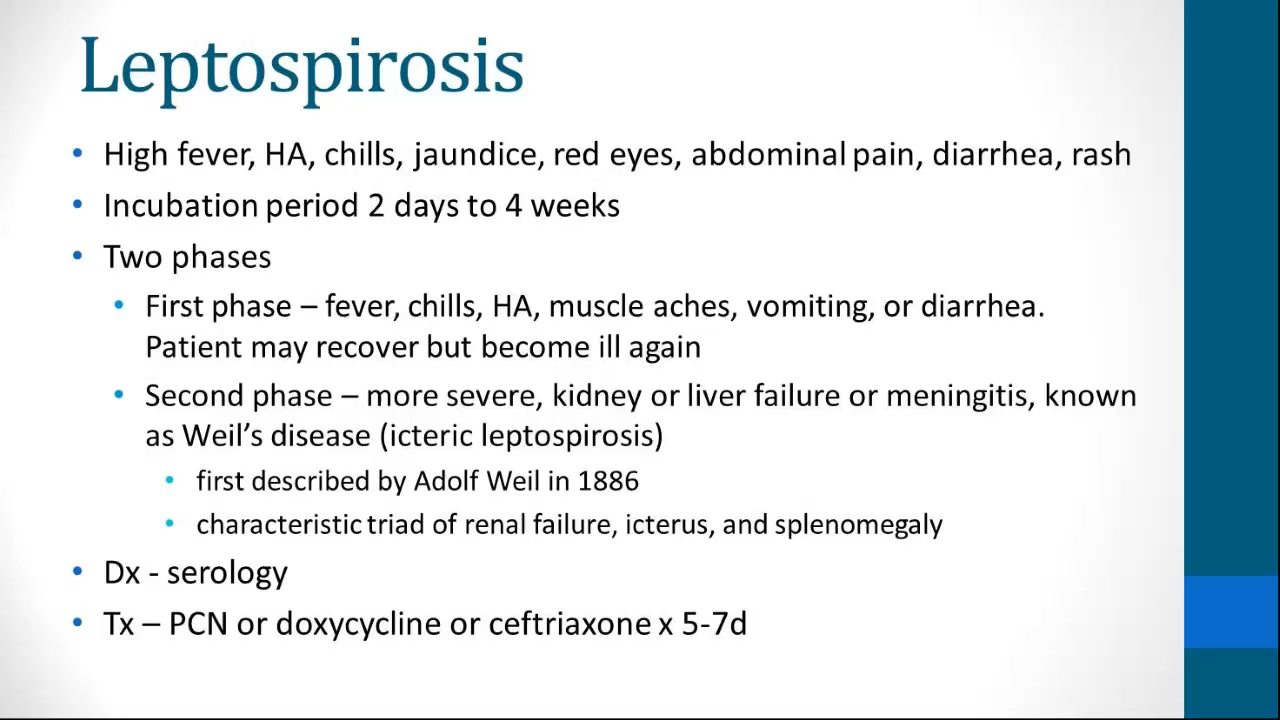 Leptospirosis
• High fever, HA, chills, jaundice, red eyes, abdominal pain, diarrhea, rash
• Incubation period 2 days to 4 weeks
• Two phases
• First phase – fever, chills, HA, muscle aches, vomiting, or diarrhea.
Patient may recover but become ill again
• Second phase – more severe, kidney or liver failure or meningitis, known
as Weil’s disease (icteric leptospirosis)
• first described by Adolf Weil in 1886
• characteristic triad of renal failure, icterus, and splenomegaly
• Dx - serology
• Tx – PCN or doxycycline or ceftriaxone x 5-7d